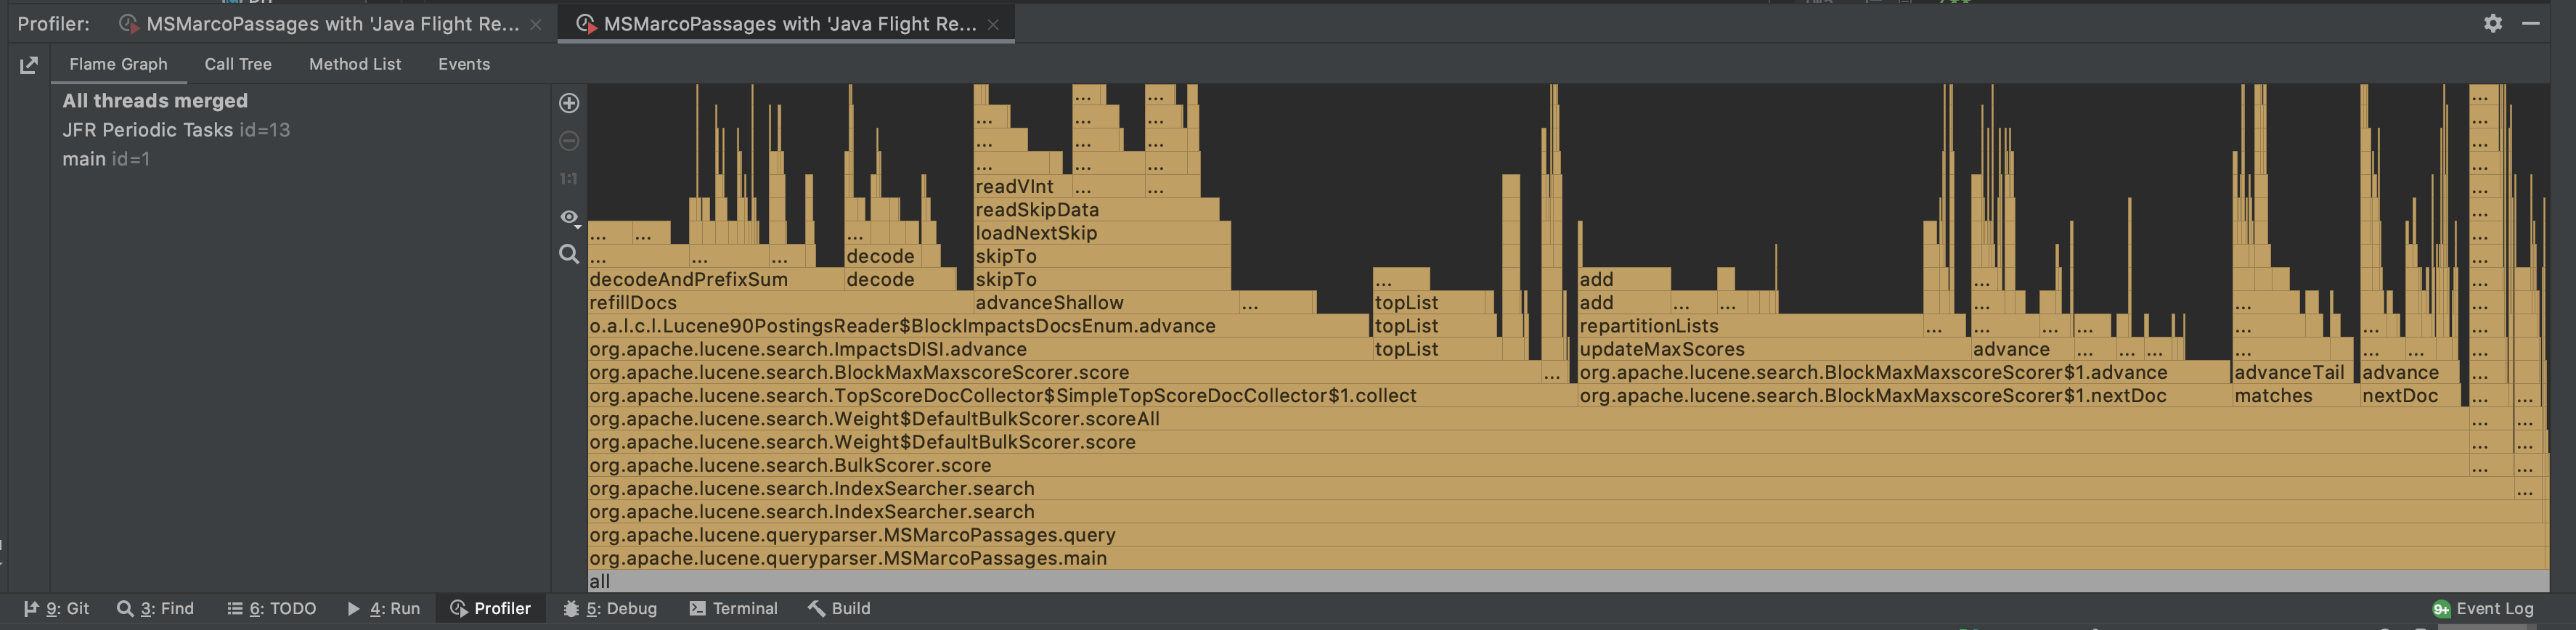 Profiler: MSMarcoPassages with 'Java Flight Re... MSMarcoPassages with 'Java Flight Re...
Flame Graph Call Tree Method List Events
All threads merged
JFR Periodic Tasks id=13
main id=1
1:1
... ... ... ...
... ... ... ...
... ... ... ...
... ... ... ...
readVInt ... ... ...
readSkipData ...
... ... ... loadNextSkip ...
... ... ... decode skipTo ...
decodeAndPrefixSum decode skipTo ... add ... ...
refillDocs advanceShallow ... topList add ... ... ... ... ...
o.a.l.c.l.Lucene90PostingsReader$BlockImpactsDocsEnum.advance topList repartitionLists ... ... ... ... ... ... ...
org.apache.lucene.search.ImpactsDISI.advance topList updateMaxScores advance ... ... ... ... ... ... ...
org.apache.lucene.search.BlockMaxMaxscoreScorer.score ... org.apache.lucene.search.BlockMaxMaxscoreScorer$1.advance advanceTail advance ...
org.apache.lucene.search.TopScoreDocCollector$SimpleTopScoreDocCollector$1.collect org.apache.lucene.search.BlockMaxMaxscoreScorer$1.nextDoc matches nextDoc ... ...
org.apache.lucene.search.Weight$DefaultBulkScorer.scoreAll ... ...
org.apache.lucene.search.Weight$DefaultBulkScorer.score ... ...
org.apache.lucene.search.BulkScorer.score ... ...
org.apache.lucene.search.IndexSearcher.search ...
org.apache.lucene.search.IndexSearcher.search
org.apache.lucene.queryparser.MSMarcoPassages.query
org.apache.lucene.queryparser.MSMarcoPassages.main
all
9: Git 3: Find 6: TODO 4: Run Profiler 5: Debug Terminal Build 9+ Event Log